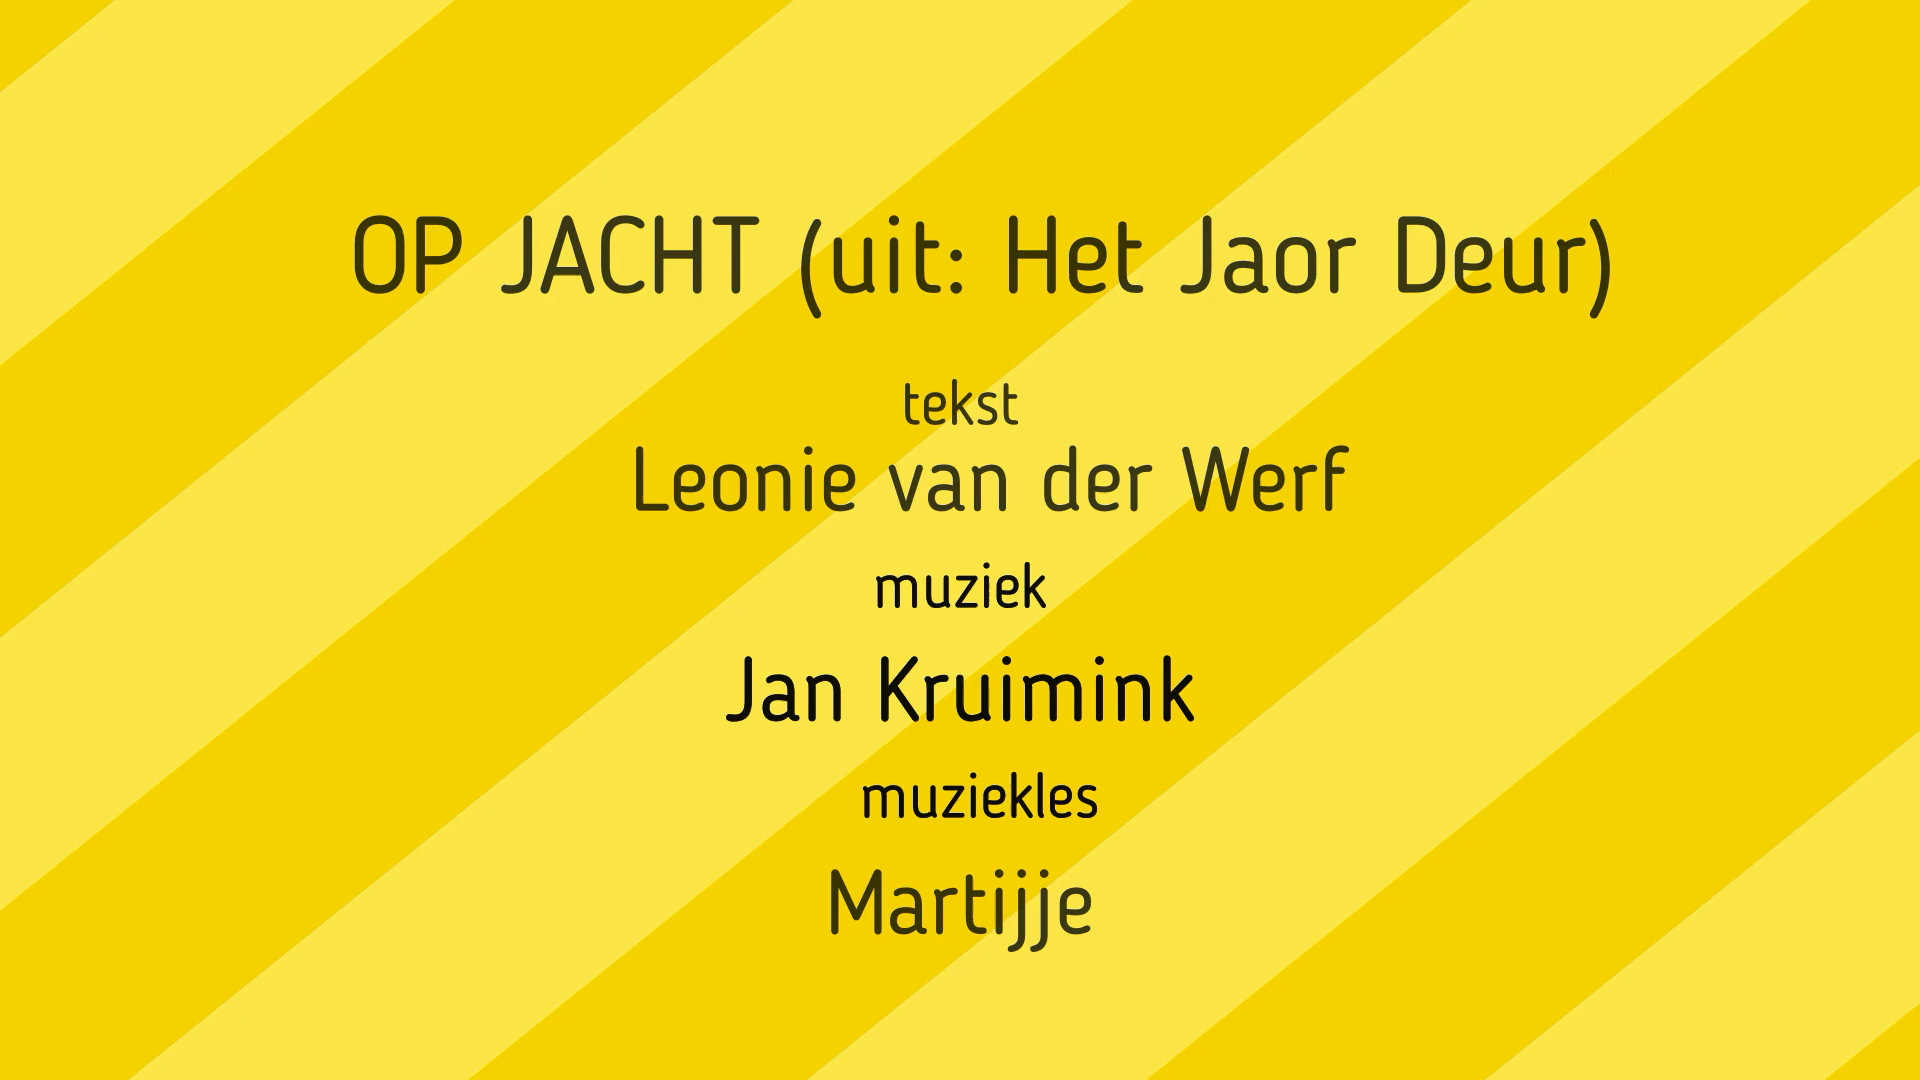 OP JACHT (uit: Het Jaor Deur)
tekst
Leonie van der Werf
muziek
Jan Kruimink
muziekles
Martijje